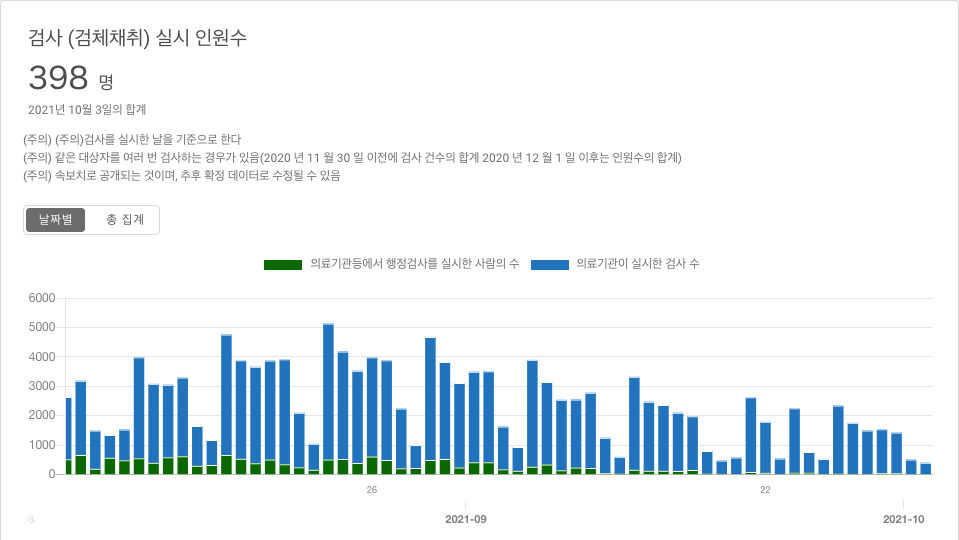 검사 (검체채취) 실시 인원수
398 명
2021년 10월 3일의 합계
(주의) (주의)검사를 실시한 날을 기준으로 한다
(주의) 같은 대상자를 여러 번 검사하는 경우가 있음(2020 년 11 월 30 일 이전에 검사 건수의 합계 2020 년 12 월 1 일 이후는 인원수의 합계)
(주의) 속보치로 공개되는 것이며, 추후 확정 데이터로 수정될 수 있음
날짜별 총 집계
의료기관등에서 행정검사를 실시한 사람의 수 의료기관이 실시한 검사 수
6000
5000
4000
3000
2000
1000
0
26 22
2021-09 2021-10